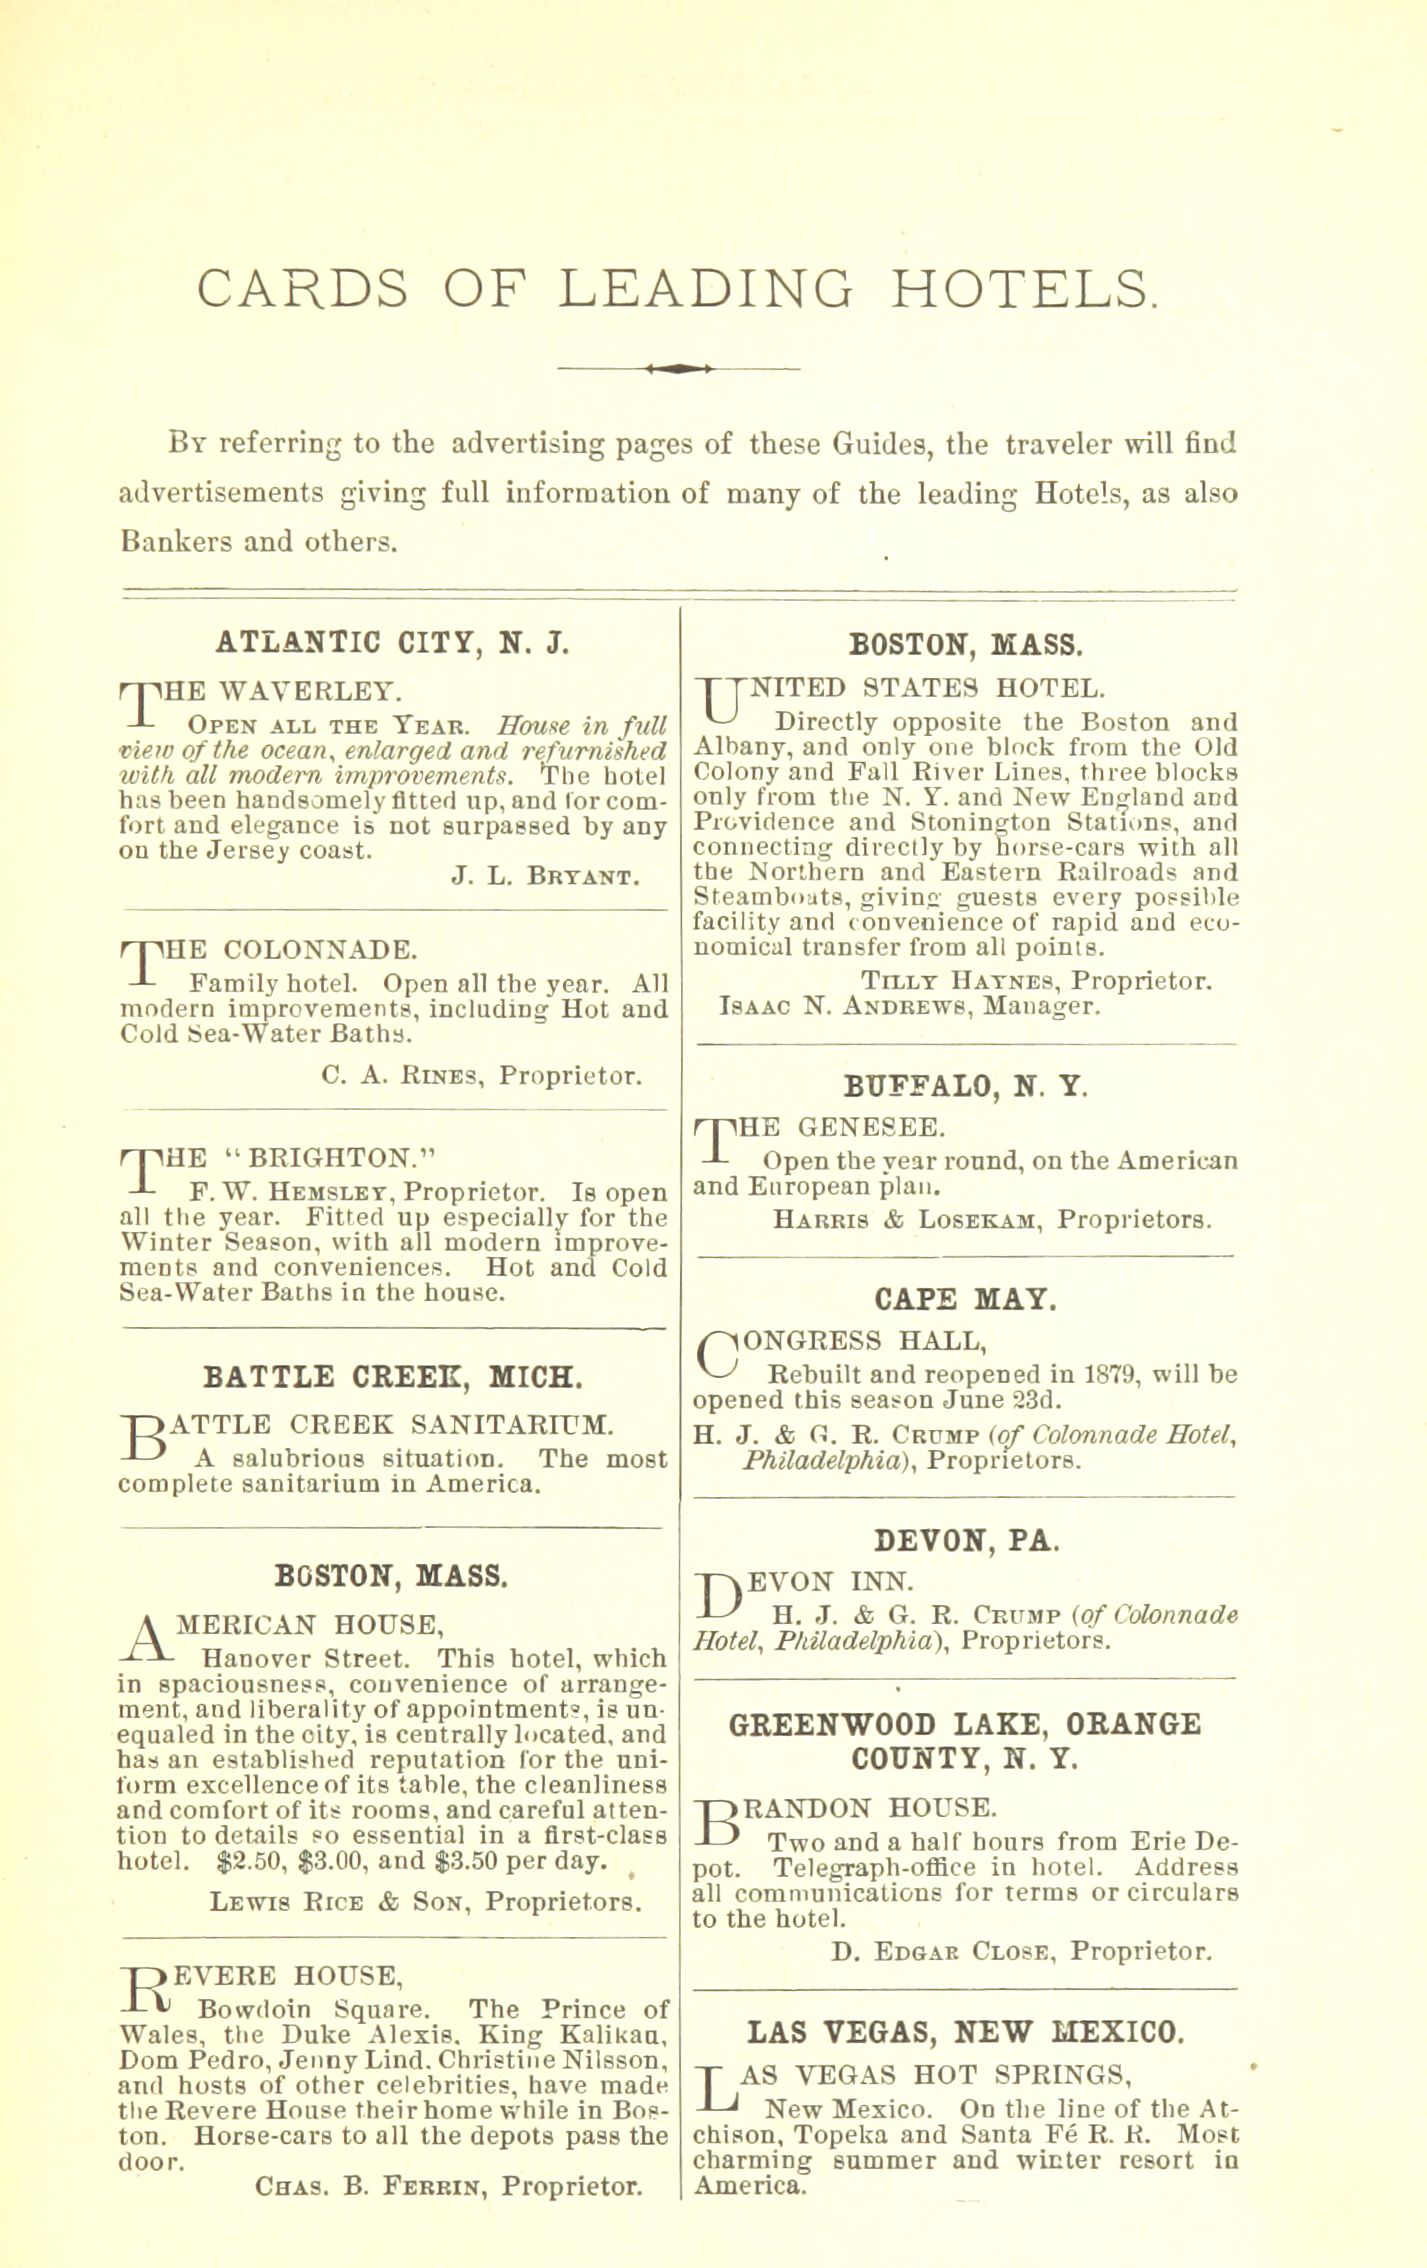 CARDS OF LEADING HOTELS.
By referring to the advertising pages of these Guides, the traveler will find
advertisements giving full information of many of the leading Hotels, as also
Bankers and others.
ATLANTIC CITY, N. J.
THE WAVERLEY.
Open all the Year. House in full
view of the ocean, enlarged and refurnished
with all modern improvements. The hotel
has been handsomely fitted up, and for com-
fort and elegance is not surpassed by any
on the Jersey coast.
J. L. Bryant.
THE COLONNADE.
Family hotel. Open all the year. All
modern improvements, including Hot and
Cold Sea-Water Baths.
C. A. Rines, Proprietor.
THE "BRIGHTON."
F. W. Hemsley, Proprietor. Is open
all the year. Fitted up especially for the
Winter Season, with all modern improve-
ments and conveniences. Hot and Cold
Sea-Water Baths in the house.
BATTLE CREEK, MICH.
BATTLE CREEK SANITARIUM.
A salubrious situation. The most
complete sanitarium in America.
BOSTON, MASS.
AMERICAN HOUSE,
Hanover Street. This hotel, which
in spaciousness, convenience of arrange-
ment, and liberality of appointments, is un-
equaled in the city, is centrally located, and
has an established reputation for the uni-
form excellence of its table, the cleanliness
and comfort of its rooms, and careful atten-
tion to details so essential in a first-class
hotel. $2.50, $3.00, and $3.50 per day.
Lewis Rice & Son, Proprietors.
REVERE HOUSE,
Bowdoin Square. The Prince of
Wales, the Duke Alexis, King Kalikau,
Dom Pedro, Jenny Lind, Christine Nilsson,
and hosts of other celebrities, have made
the Revere House their home while in Bos-
ton. Horse-cars to all the depots pass the
door.
Chas. B. Ferrin, Proprietor.
BOSTON, MASS.
UNITED STATES HOTEL.
Directly opposite the Boston and
Albany, and only one block from the Old
Colony and Fall River Lines, three blocks
only from the N. Y. and New England and
Providence and Stonington Stations, and
connecting directly by horse-cars with all
the Northern and Eastern Railroads and
Steamboats, giving guests every possible
facility and convenience of rapid and eco-
nomical transfer from all points.
Tilly Haynes, Proprietor.
Isaac N. Andrews, Manager.
BUFFALO, N. Y.
THE GENESEE.
Open the year round, on the American
and European plan.
Harris & Losekam, Proprietors.
CAPE MAY.
CONGRESS HALL,
Rebuilt and reopened in 1879, will be
opened this season June 23d.
H. J. & G. R. Crump (of Colonnade Hotel,
Philadelphia), Proprietors.
DEVON, PA.
DEVON INN.
H. J. & G. R. Crump (of Colonnade
Hotel, Philadelphia), Proprietors.
GREENWOOD LAKE, ORANGE
COUNTY, N. Y.
BRANDON HOUSE.
Two and a half hours from Erie De-
pot. Telegraph-office in hotel. Address
all communications for terms or circulars
to the hotel.
D. Edgar Close, Proprietor.
LAS VEGAS, NEW MEXICO.
LAS VEGAS HOT SPRINGS,
New Mexico. On the line of the At-
chison, Topeka and Santa Fé R. R. Most
charming summer and winter resort in
America.